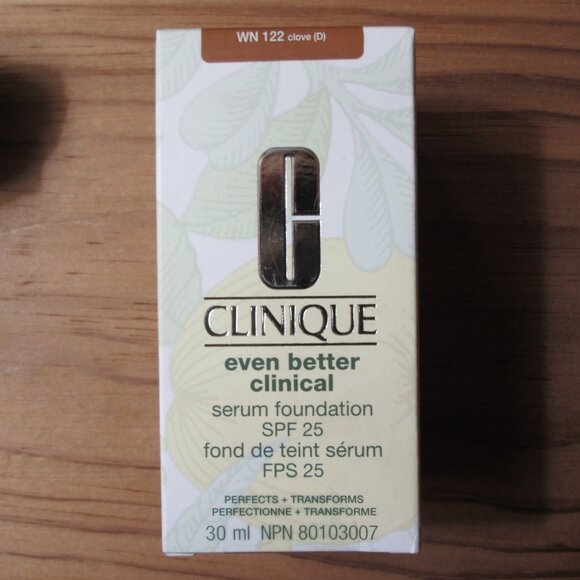 WN 122 clove (D)
C
CLINIQUE
even better
clinical
serum foundation
SPF 25
fond de teint sérum
FPS 25
PERFECTS + TRANSFORMS
PERFECTIONNE + TRANSFORME
30 ml NPN 80103007